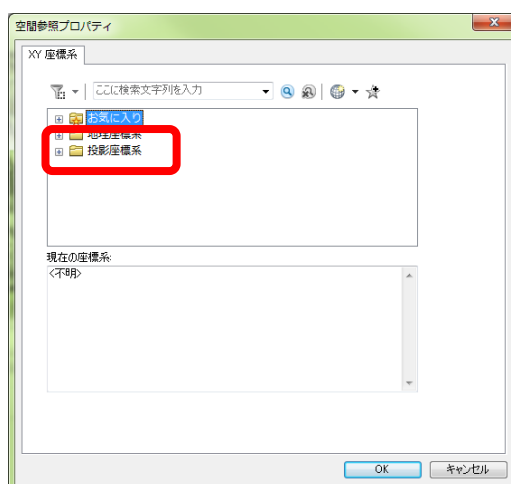 空間参照プロパティ
XY 座標系
ここに検索文字列を入力
お気に入り
地理座標系
投影座標系
現在の座標系:
<不明>
OK キャンセル